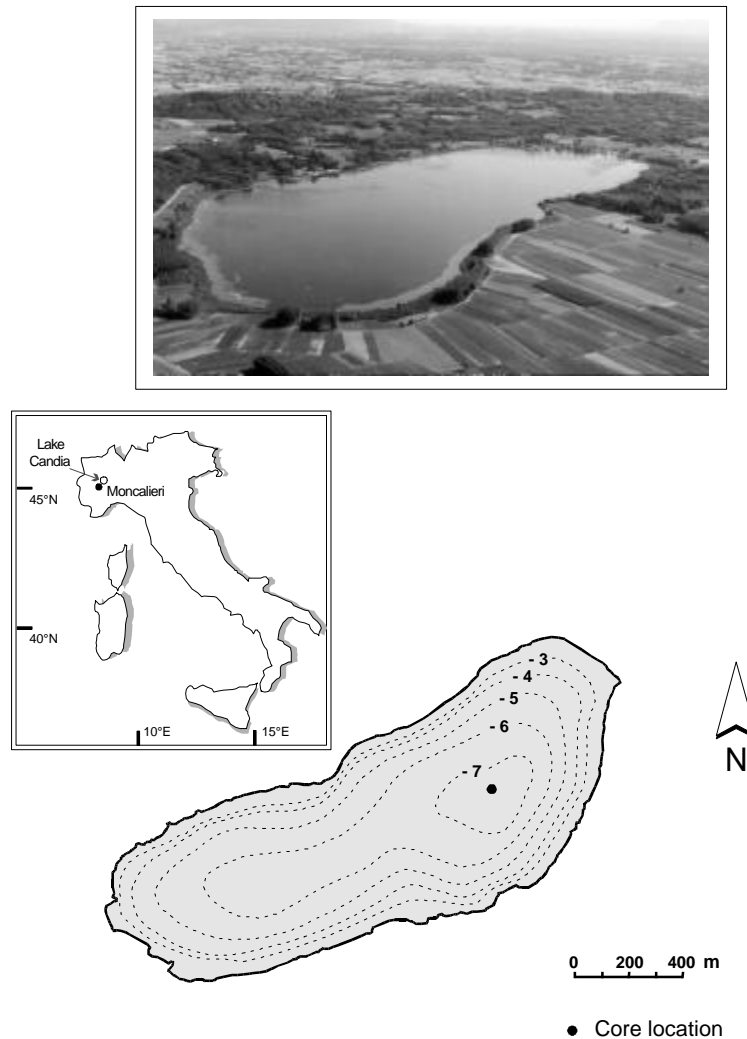 Lake
Candia
Moncalieri
45°N
40°N
10°E
15°E
- 3
- 4
- 5
- 6
- 7
N
0 200 400 m
Core location